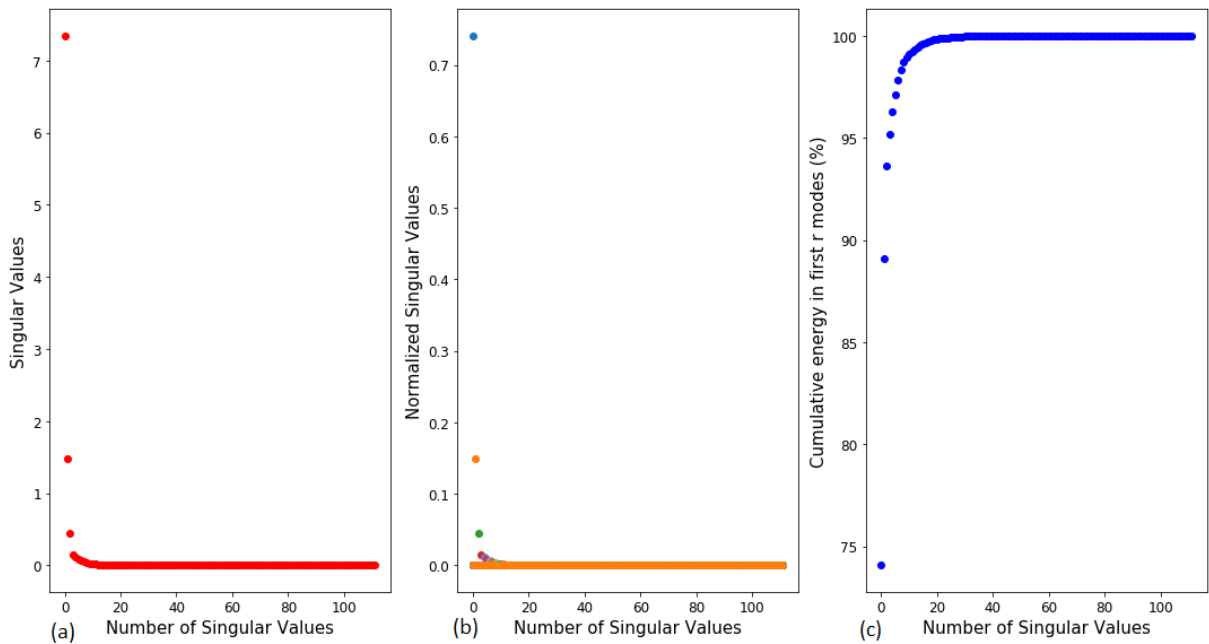 Singular Values
7
6
5
4
3
2
1
0
0 20 40 60 80 100
(a) Number of Singular Values
Normalized Singular Values
0.7
0.6
0.5
0.4
0.3
0.2
0.1
0.0
0 20 40 60 80 100
(b) Number of Singular Values
Cumulative energy in first r modes (%)
100
95
90
85
80
75
0 20 40 60 80 100
(c) Number of Singular Values